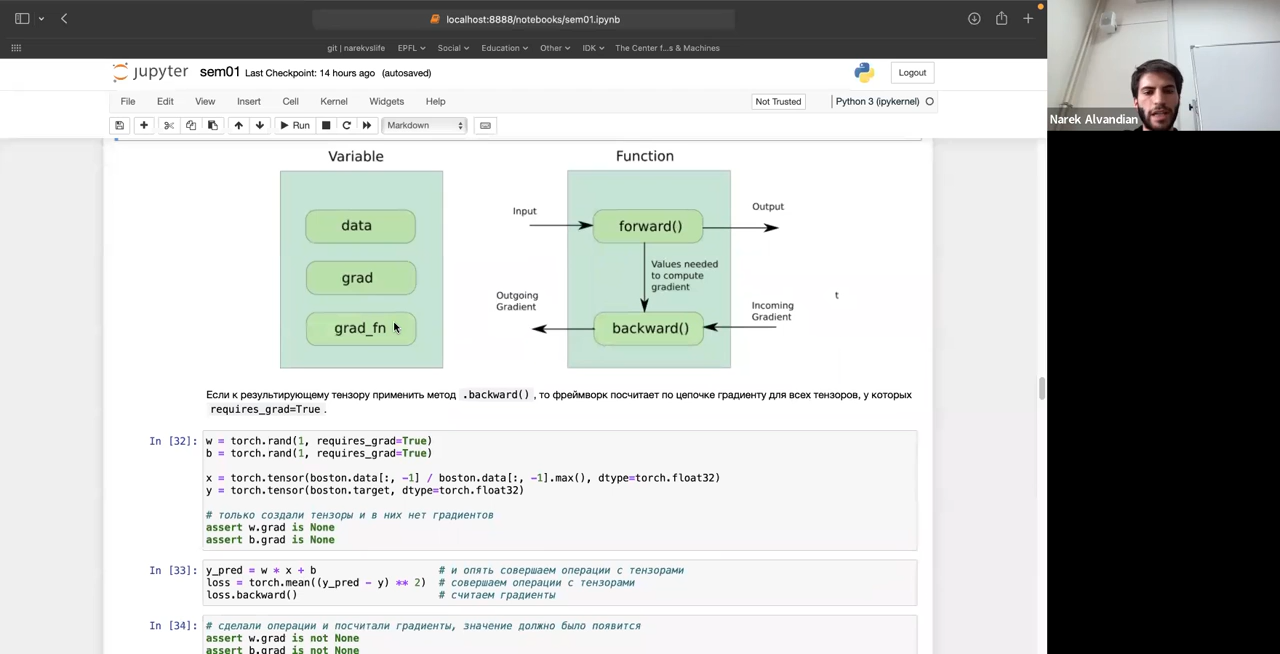 localhost:8888/notebooks/sem01.ipynb
git | narekvslife EPFL Social Education Other IDK The Center f...s & Machines
jupyter sem01 Last Checkpoint: 14 hours ago (autosaved) Logout
File Edit View Insert Cell Kernel Widgets Help Not Trusted Python 3 (ipykernel)
Run Markdown
Narek Alvandian
Variable Function
data
grad
grad_fn
Input
forward()
Output
Values needed
to compute
gradient
Outgoing
Gradient
backward()
Incoming
Gradient
t
Если к результирующему тензору применить метод .backward() , то фреймворк посчитает по цепочке градиенту для всех тензоров, у которых
requires_grad=True .
In [32]: w = torch.rand(1, requires_grad=True)
b = torch.rand(1, requires_grad=True)
x = torch.tensor(boston.data[:, -1] / boston.data[:, -1].max(), dtype=torch.float32)
y = torch.tensor(boston.target, dtype=torch.float32)
# только создали тензоры и в них нет градиентов
assert w.grad is None
assert b.grad is None
In [33]: y_pred = w * x + b # и опять совершаем операции с тензорами
loss = torch.mean((y_pred - y) ** 2) # совершаем операции с тензорами
loss.backward() # считаем градиенты
In [34]: # сделали операции и посчитали градиенты, значение должно было появится
assert w.grad is not None
assert b.grad is not None